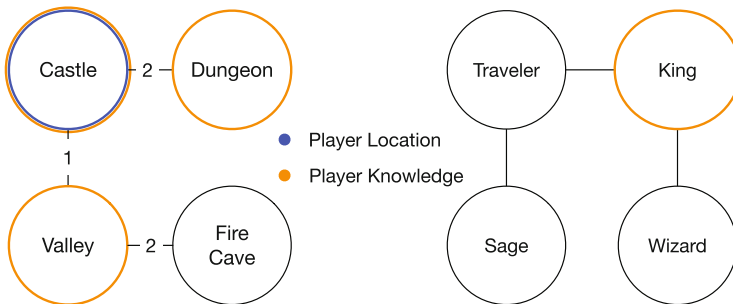 Castle
2
Dungeon
Traveler
King
Player Location
1
Player Knowledge
Valley
2
Fire
Cave
Sage
Wizard